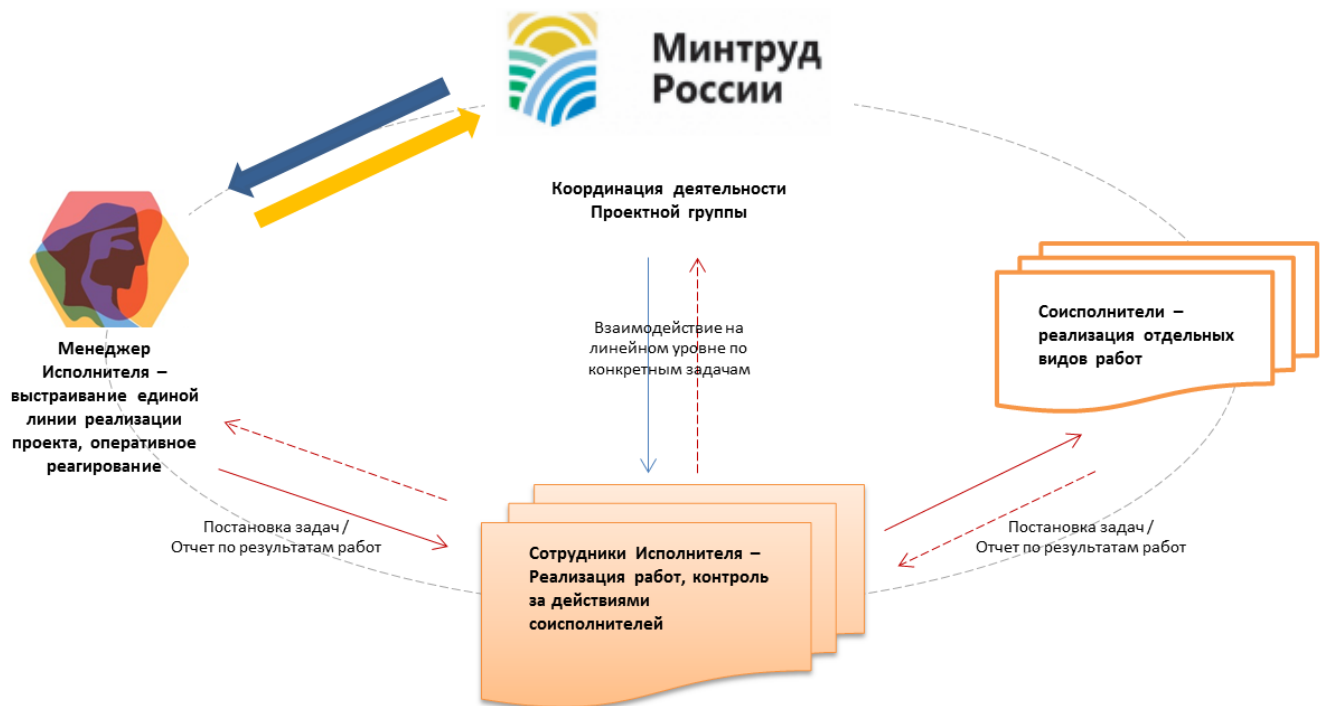 Минтруд
России
Координация деятельности
Проектной группы
Менеджер
Исполнителя –
выстраивание единой
линии реализации
проекта, оперативное
реагирование
Взаимодействие на
линейном уровне по
конкретным задачам
Соисполнители –
реализация отдельных
видов работ
Постановка задач /
Отчет по результатам работ
Сотрудники Исполнителя –
Реализация работ, контроль
за действиями
соисполнителей
Постановка задач /
Отчет по результатам работ